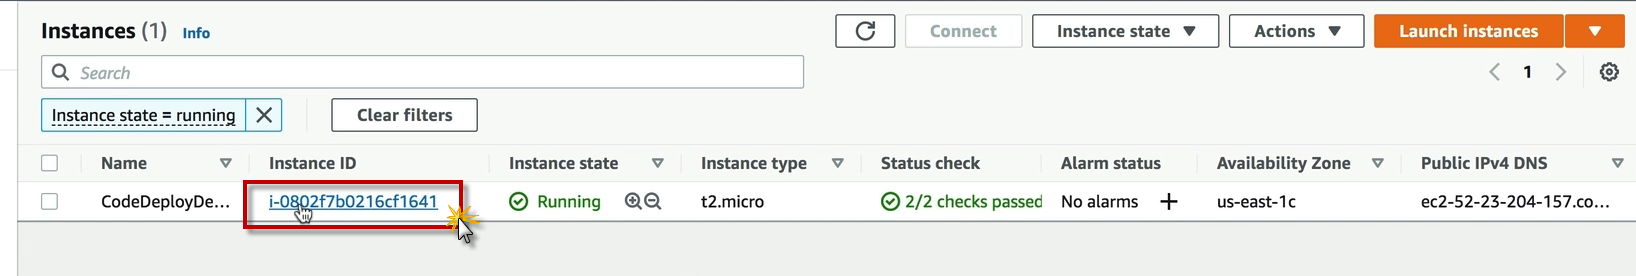 Instances (1) Info Connect Instance state Actions Launch instances
Search 1
Instance state = running Clear filters
Name Instance ID Instance state Instance type Status check Alarm status Availability Zone Public IPv4 DNS
CodeDeployDe... i-0802f7b0216cf1641 Running t2.micro 2/2 checks passed No alarms + us-east-1c ec2-52-23-204-157.co...